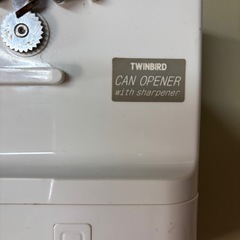 TWINBIRD
CAN OPENER
with sharpener